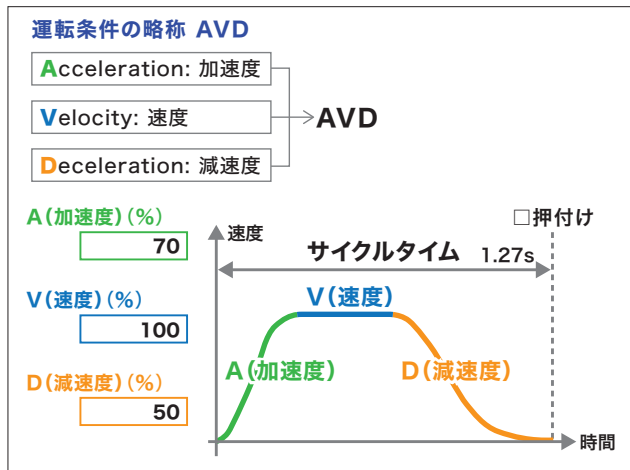 運転条件の略称 AVD
Acceleration: 加速度
Velocity: 速度
Deceleration: 減速度
AVD
A(加速度)(%)
70
V(速度)(%)
100
D(減速度)(%)
50
速度
□押付け
サイクルタイム 1.27s
V(速度)
A(加速度)
D(減速度)
時間